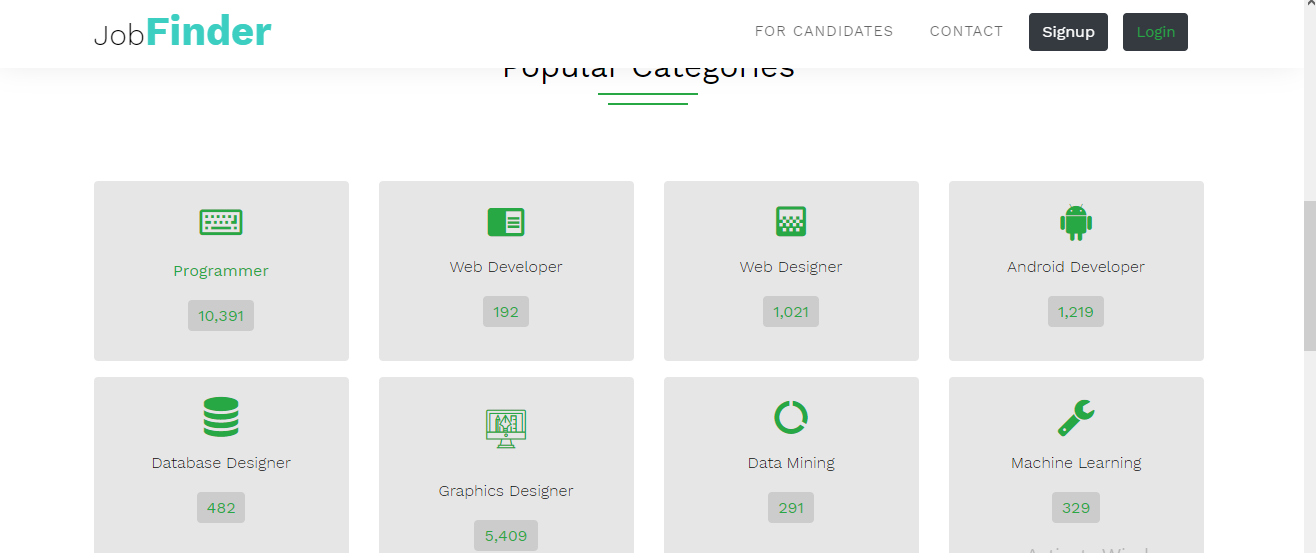 JobFinder
FOR CANDIDATES
CONTACT
Signup
Login
Popular Categories
Programmer
10,391
Web Developer
192
Web Designer
1,021
Android Developer
1,219
Database Designer
482
Graphics Designer
5,409
Data Mining
291
Machine Learning
329